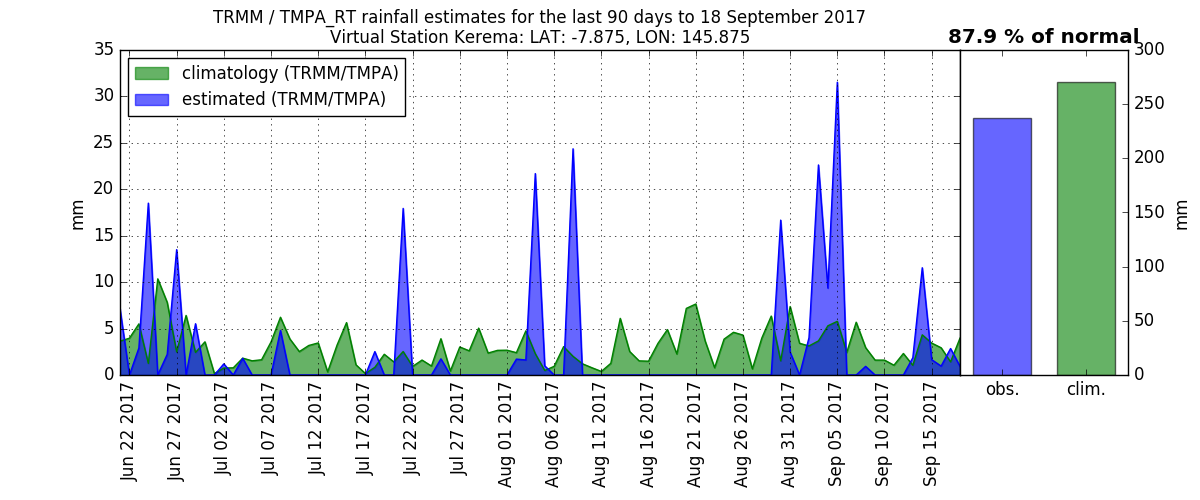 TRMM / TMPA_RT rainfall estimates for the last 90 days to 18 September 2017
Virtual Station Kerema: LAT: -7.875, LON: 145.875
87.9 % of normal
climatology (TRMM/TMPA)
estimated (TRMM/TMPA)
mm
35
30
25
20
15
10
5
0
Jun 22 2017
Jun 27 2017
Jul 02 2017
Jul 07 2017
Jul 12 2017
Jul 17 2017
Jul 22 2017
Jul 27 2017
Aug 01 2017
Aug 06 2017
Aug 11 2017
Aug 16 2017
Aug 21 2017
Aug 26 2017
Aug 31 2017
Sep 05 2017
Sep 10 2017
Sep 15 2017
obs.
clim.
300
250
200
150
100
50
0
mm